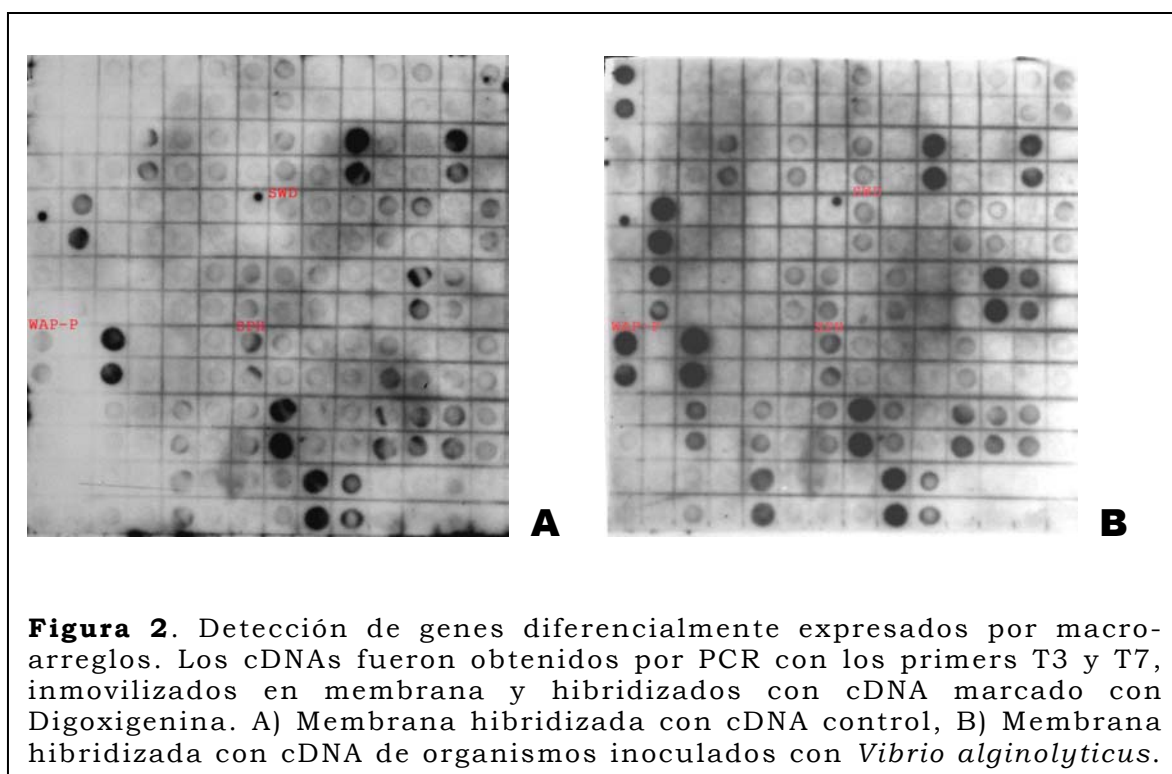 SWD
WAP-P
SPH
SWD
WAP-P
SPH
A
B
Figura 2. Detección de genes diferencialmente expresados por macro-
arreglos. Los cDNAs fueron obtenidos por PCR con los primers T3 y T7,
inmovilizados en membrana y hibridizados con cDNA marcado con
Digoxigenina. A) Membrana hibridizada con cDNA control, B) Membrana
hibridizada con cDNA de organismos inoculados con Vibrio alginolyticus.